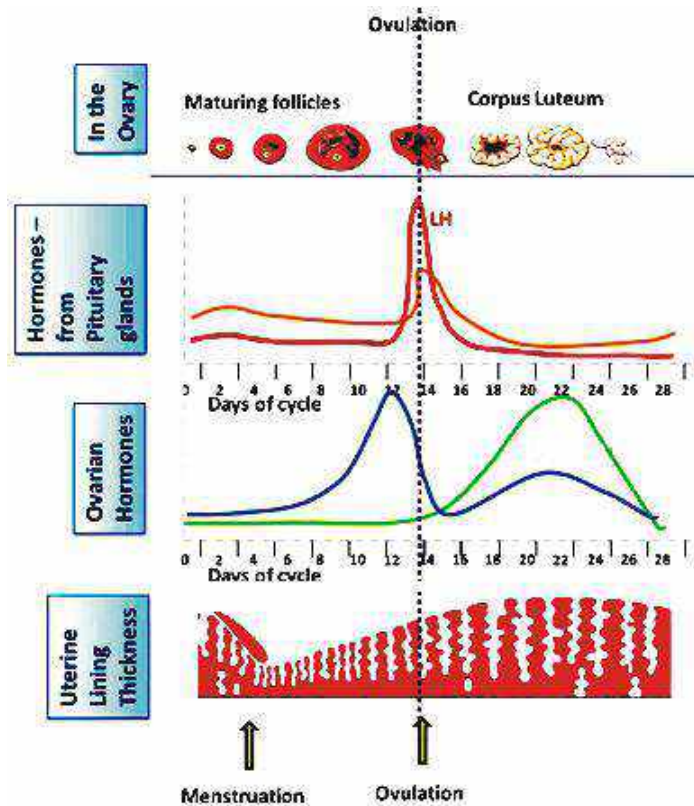 Ovulation
In the
Ovary
Maturing follicles
Corpus Luteum
Hormones –
from
Pituitary
glands
LH
0 2 4 6 8 10 12 14 16 18 20 22 24 26 28
Days of cycle
Ovarian
Hormones
0 2 4 6 8 10 12 14 16 18 20 22 24 26 28
Days of cycle
Uterine
Lining
Thickness
Menstruation
Ovulation